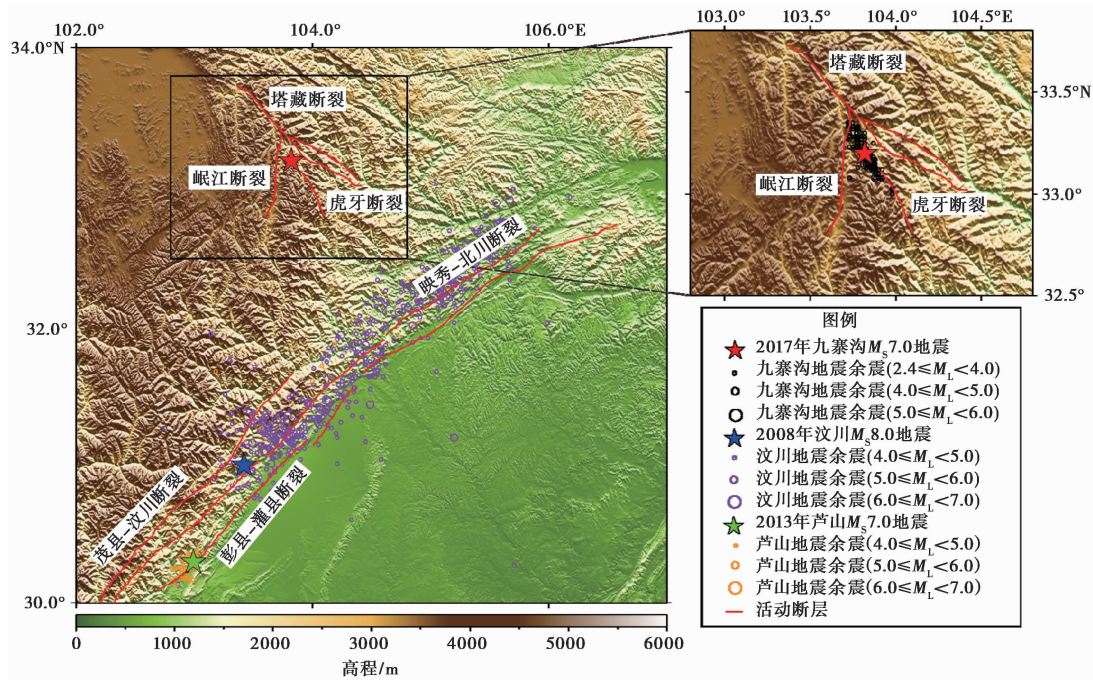 102.0°
104.0°
106.0°E
34.0°N
32.0°
30.0°
塔藏断裂
岷江断裂
虎牙断裂
映秀-北川断裂
茂县-汶川断裂
彭县-灌县断裂
0
1000
2000
3000
4000
5000
6000
高程/m
103.0°
103.5°
104.0°
104.5°E
33.5°N
33.0°
32.5°
塔藏断裂
岷江断裂
虎牙断裂
图例
2017年九寨沟MS7.0地震
九寨沟地震余震(2.4≤ML<4.0)
九寨沟地震余震(4.0≤ML<5.0)
九寨沟地震余震(5.0≤ML<6.0)
2008年汶川MS8.0地震
汶川地震余震(4.0≤ML<5.0)
汶川地震余震(5.0≤ML<6.0)
汶川地震余震(6.0≤ML<7.0)
2013年芦山MS7.0地震
芦山地震余震(4.0≤ML<5.0)
芦山地震余震(5.0≤ML<6.0)
芦山地震余震(6.0≤ML<7.0)
活动断层